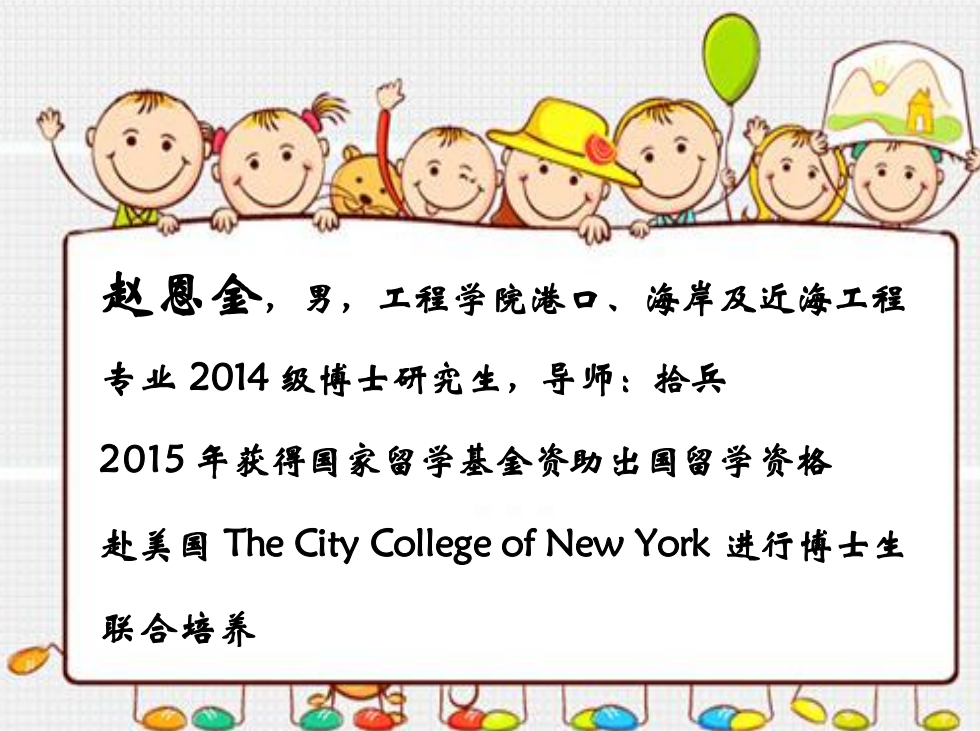 赵恩金，男，工程学院港口、海岸及近海工程
专业 2014 级博士研究生，导师：拾兵
2015 年获得国家留学基金资助出国留学资格
赴美国 The City College of New York 进行博士生
联合培养